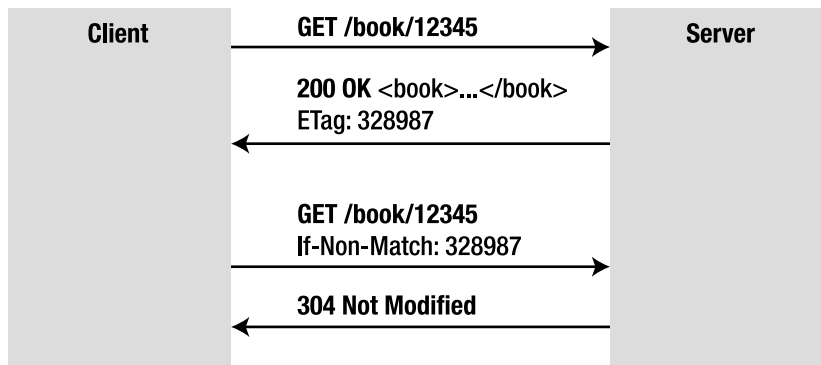 Client
GET /book/12345
Server
200 OK <book>...</book>
ETag: 328987
GET /book/12345
If-Non-Match: 328987
304 Not Modified